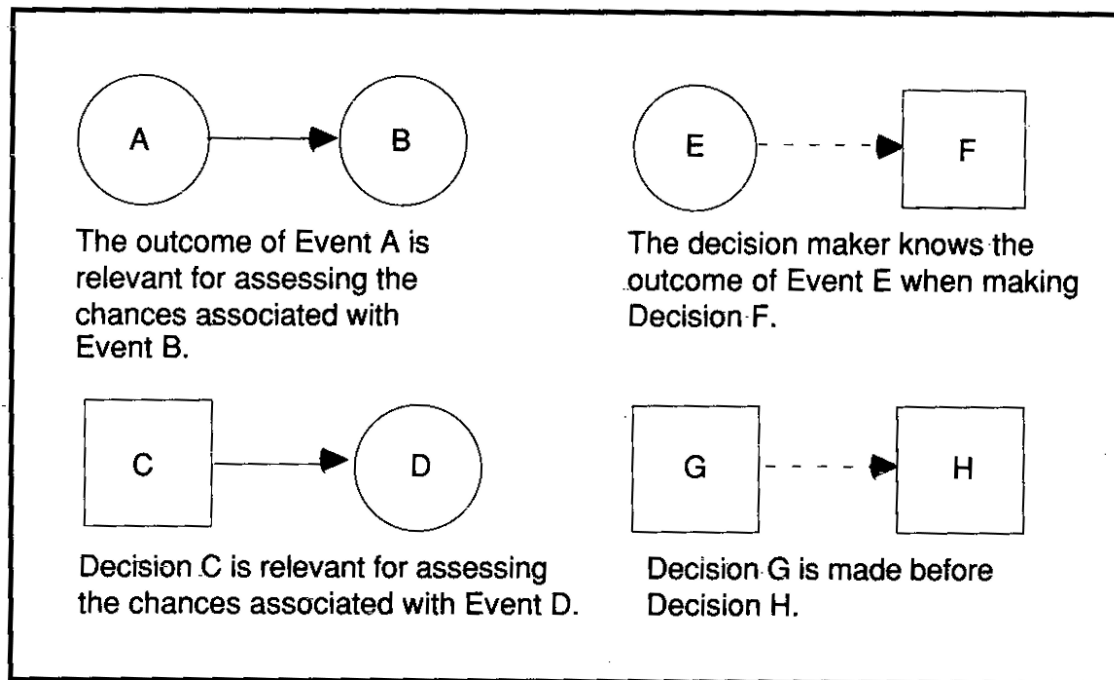 A
B
The outcome of Event A is
relevant for assessing the
chances associated with
Event B.
E
F
The decision maker knows the
outcome of Event E when making
Decision F.
C
D
Decision C is relevant for assessing
the chances associated with Event D.
G
H
Decision G is made before
Decision H.